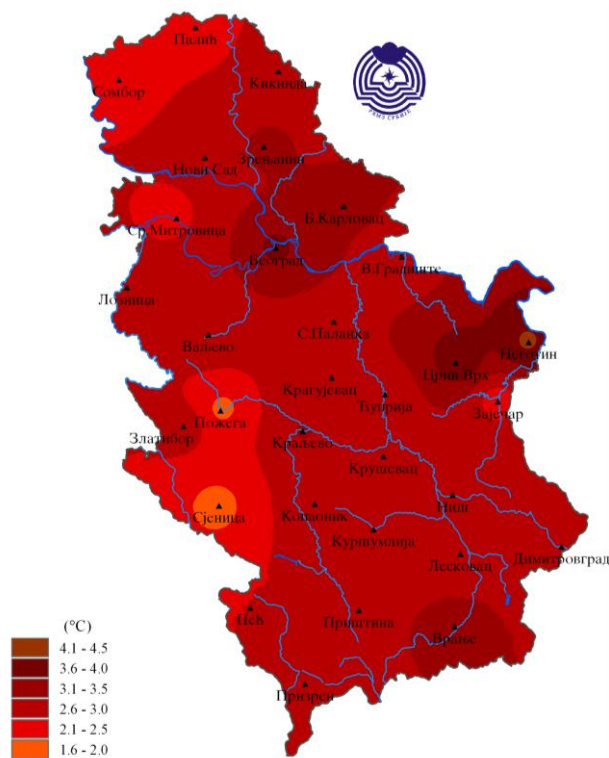 Палић
Кикинда
Сомбор
РХМЗ СРБИЈЕ
Зрењанин
Нови Сад
Б.Карловац
Ср.Митровица
Београд
В.Градиште
Лозница
С.Паланка
Ваљево
Неготин
Црни Врх
Крагујевац
Ћуприја
Зајечар
Пожега
Златибор
Краљево
Крушевац
Сјеница
Копаоник
Ниш
Куршумлија
Лесковац
Димитровград
Пећ
Приштина
Врање
(°C)
4.1 - 4.5
3.6 - 4.0
3.1 - 3.5
2.6 - 3.0
2.1 - 2.5
1.6 - 2.0
Призрен